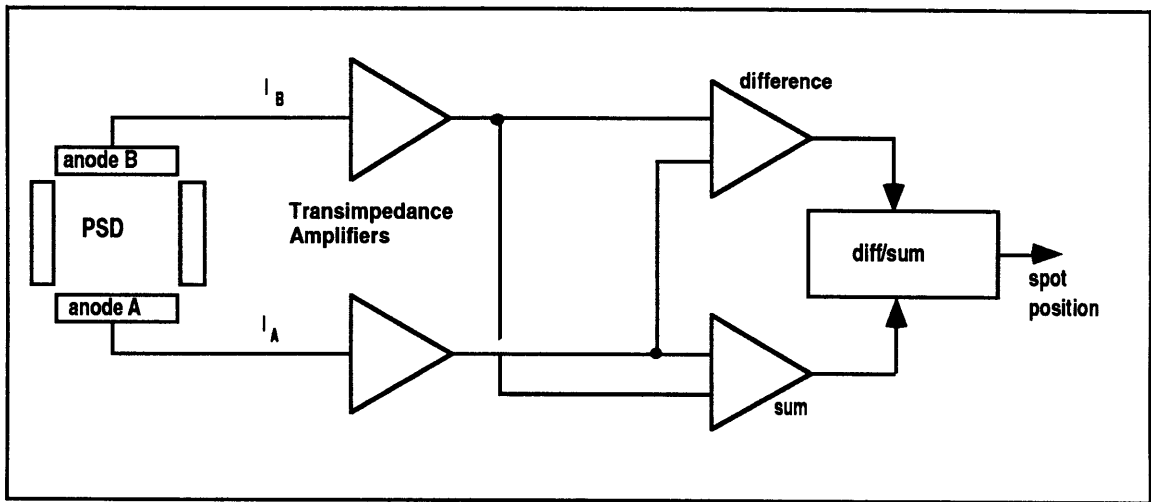 I B
difference
anode B
PSD
Transimpedance
Amplifiers
diff/sum
spot
position
anode A
I A
sum